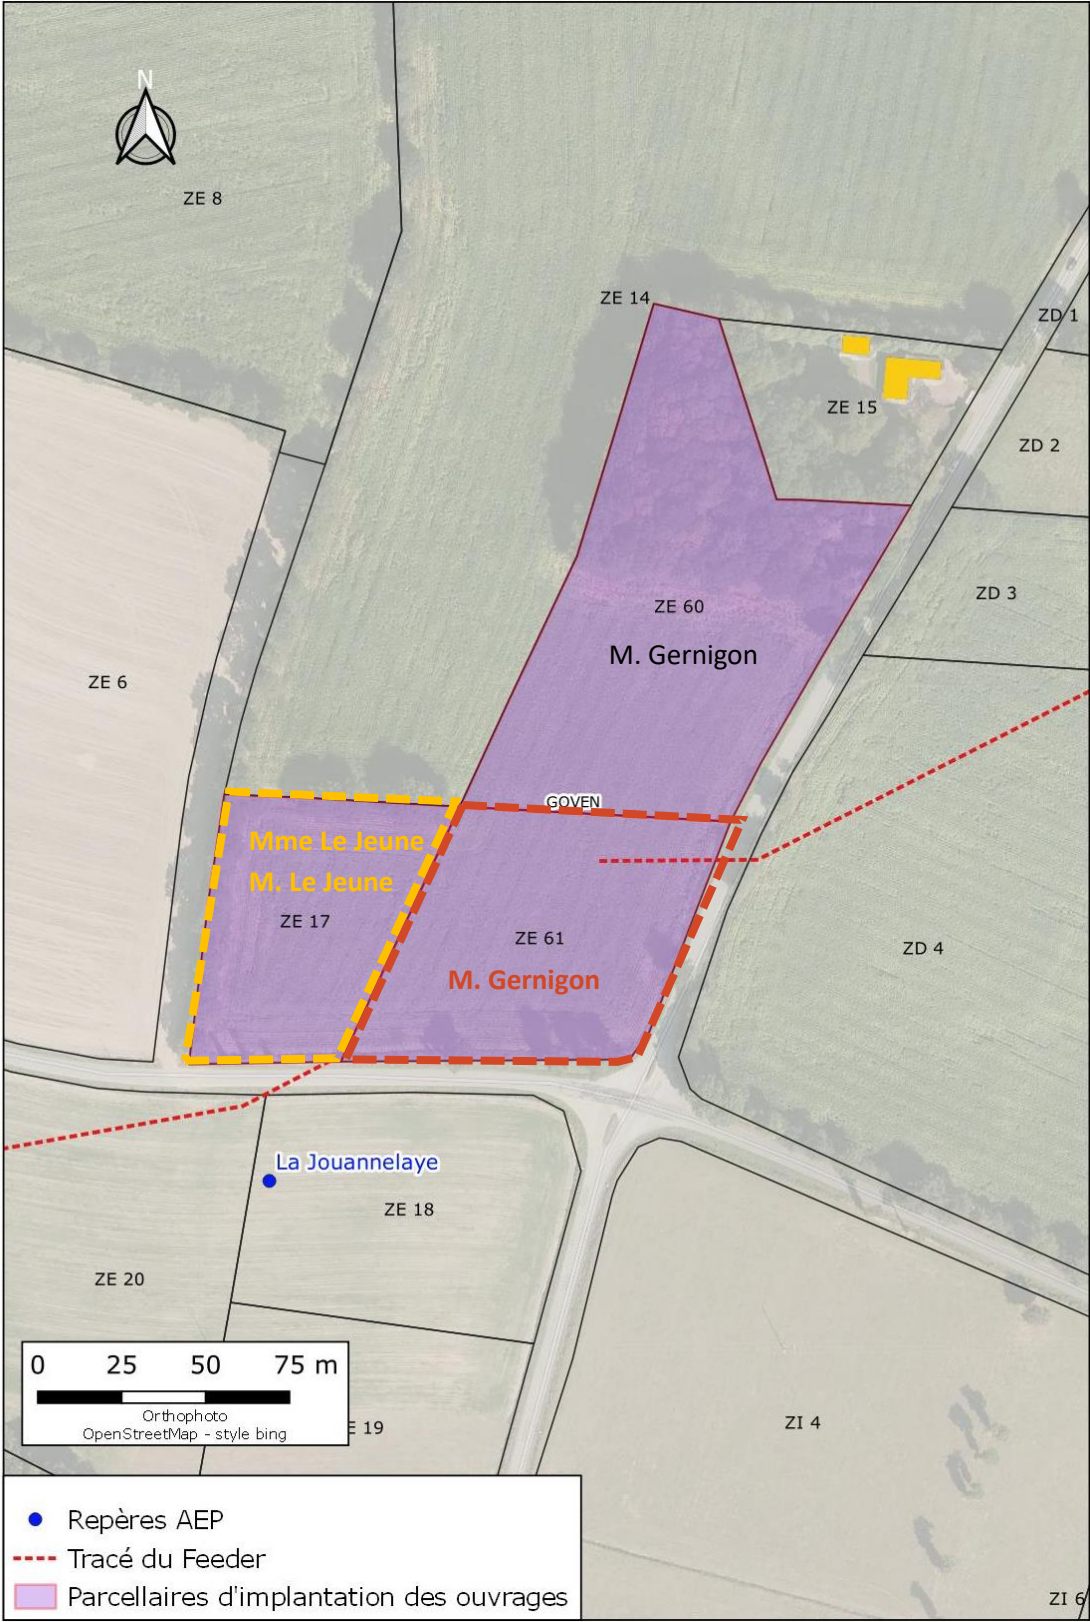 N
ZE 8
ZE 14
ZD 1
ZE 15
ZD 2
ZD 3
ZE 60
M. Gernigon
ZE 6
GOVEN
Mme Le Jeune
M. Le Jeune
ZE 17
ZE 61
ZD 4
M. Gernigon
La Jouannelaye
ZE 18
ZE 20
0 25 50 75 m
Orthophoto
OpenStreetMap - style bing
E 19
ZI 4
Repères AEP
Tracé du Feeder
Parcellaires d'implantation des ouvrages
ZI 6